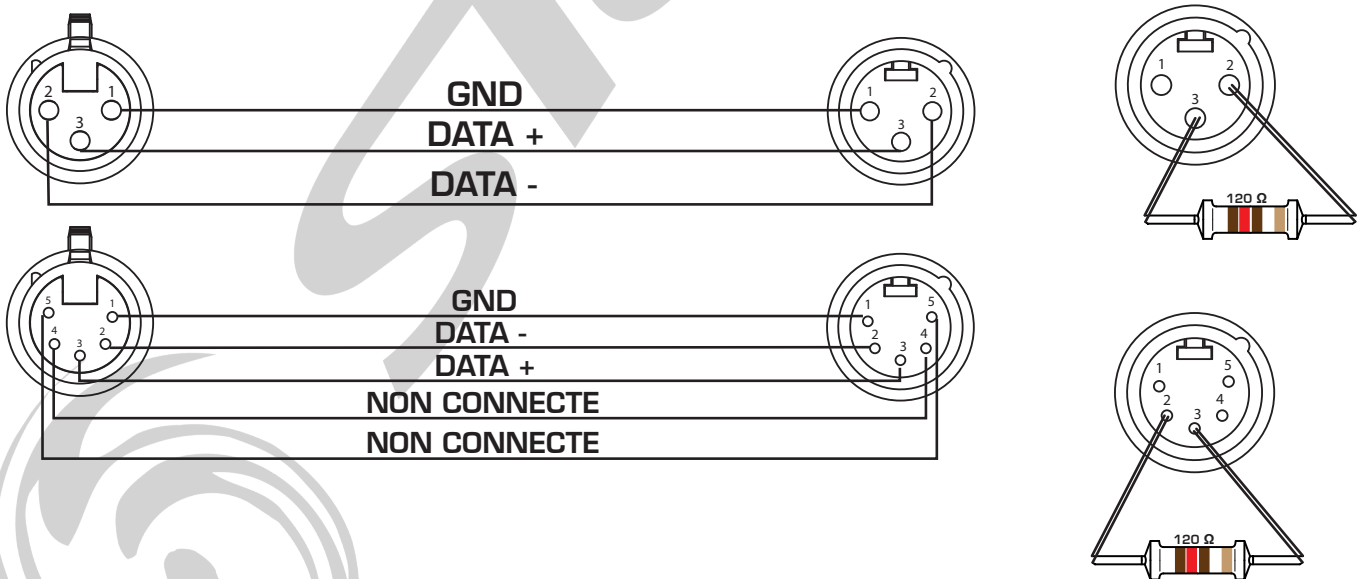 2 1 3
GND
1 2 3
DATA +
DATA -
1 2 3
120 Ω
5 1 4 3 2
GND
1 5 2 3 4
DATA -
DATA +
NON CONNECTE
NON CONNECTE
1 5 2 3 4
120 Ω